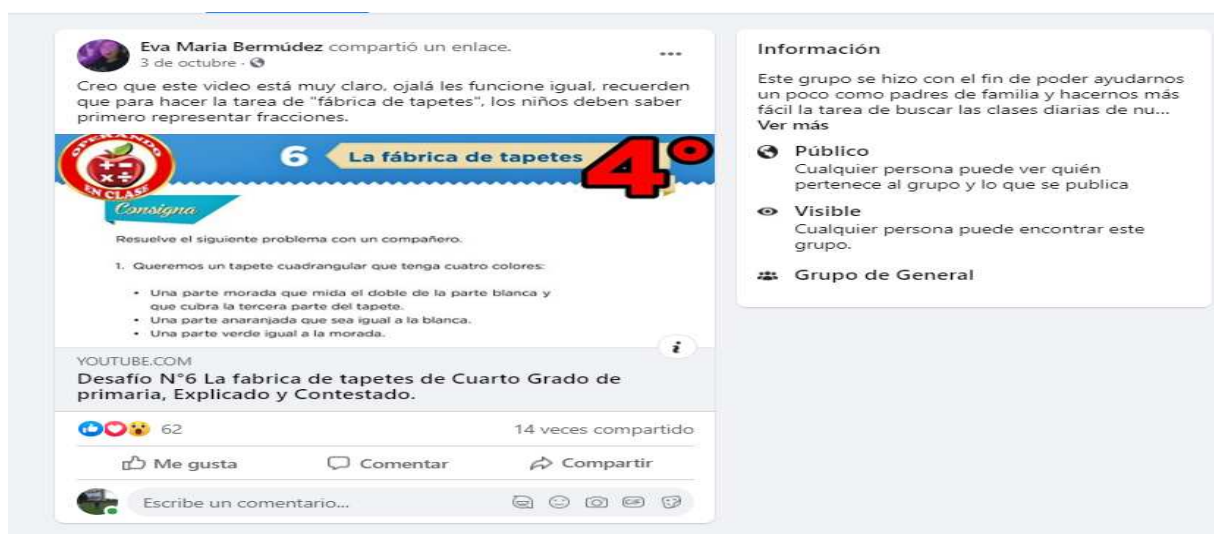 Eva Maria Bermúdez compartió un enlace.
3 de octubre ·
Creo que este video está muy claro, ojalá les funcione igual, recuerden
que para hacer la tarea de "fábrica de tapetes", los niños deben saber
primero representar fracciones.
OPERANDO
EN CLASE
6 La fábrica de tapetes 4°
Consigna
Resuelve el siguiente problema con un compañero.
1. Queremos un tapete cuadrangular que tenga cuatro colores:
• Una parte morada que mida el doble de la parte blanca y
que cubra la tercera parte del tapete.
• Una parte anaranjada que sea igual a la blanca.
• Una parte verde igual a la morada.
YOUTUBE.COM
Desafío N°6 La fabrica de tapetes de Cuarto Grado de
primaria, Explicado y Contestado.
62 14 veces compartido
Me gusta Comentar Compartir
Escribe un comentario... GIF
Información
Este grupo se hizo con el fin de poder ayudarnos
un poco como padres de familia y hacernos más
fácil la tarea de buscar las clases diarias de nu...
Ver más
Público
Cualquier persona puede ver quién
pertenece al grupo y lo que se publica
Visible
Cualquier persona puede encontrar este
grupo.
Grupo de General